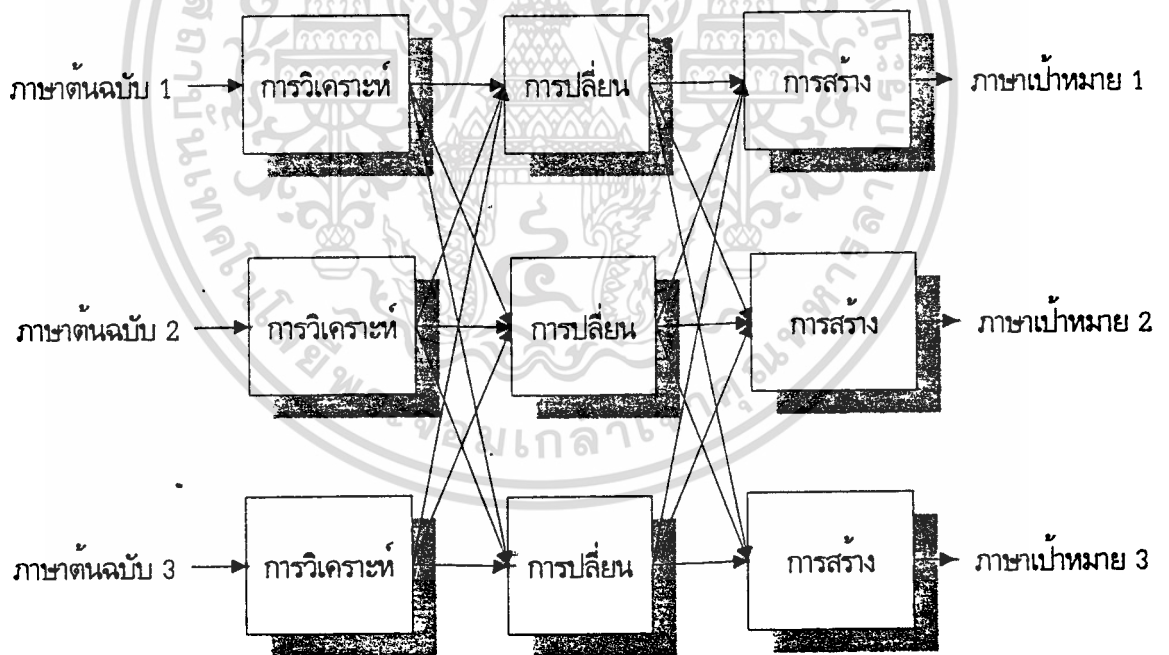 ภาษาต้นฉบับ 1 การวิเคราะห์ การเปลี่ยน การสร้าง ภาษาเป้าหมาย 1
ภาษาต้นฉบับ 2 การวิเคราะห์ การเปลี่ยน การสร้าง ภาษาเป้าหมาย 2
ภาษาต้นฉบับ 3 การวิเคราะห์ การเปลี่ยน การสร้าง ภาษาเป้าหมาย 3